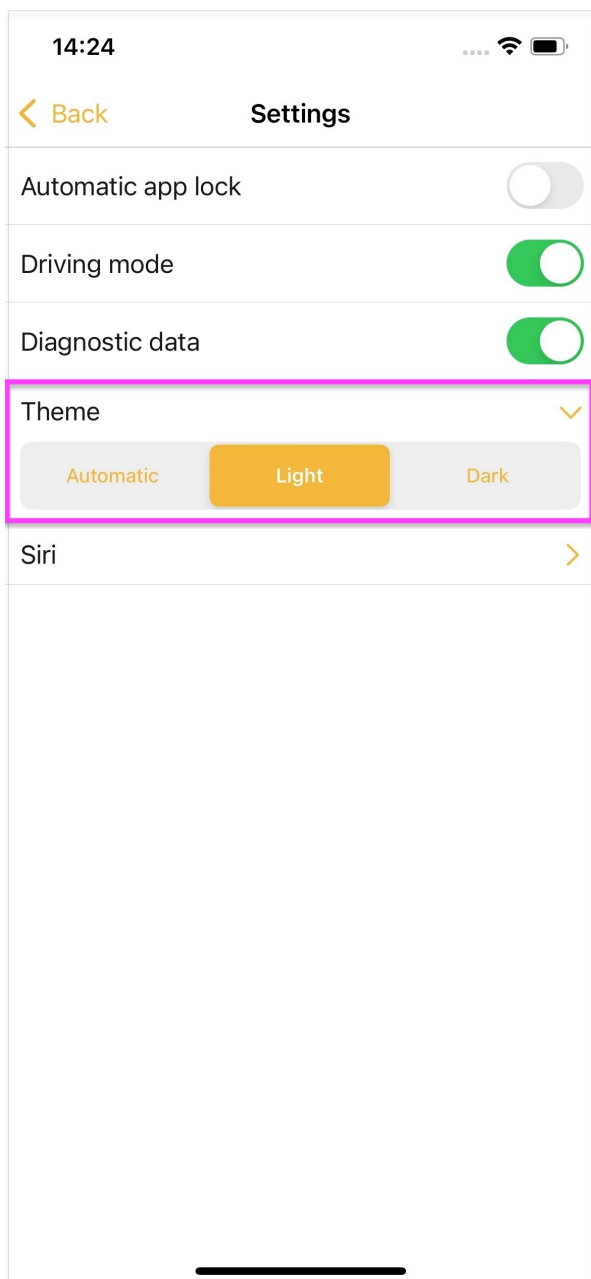 14:24
Back Settings
Automatic app lock
Driving mode
Diagnostic data
Theme
Automatic Light Dark
Siri